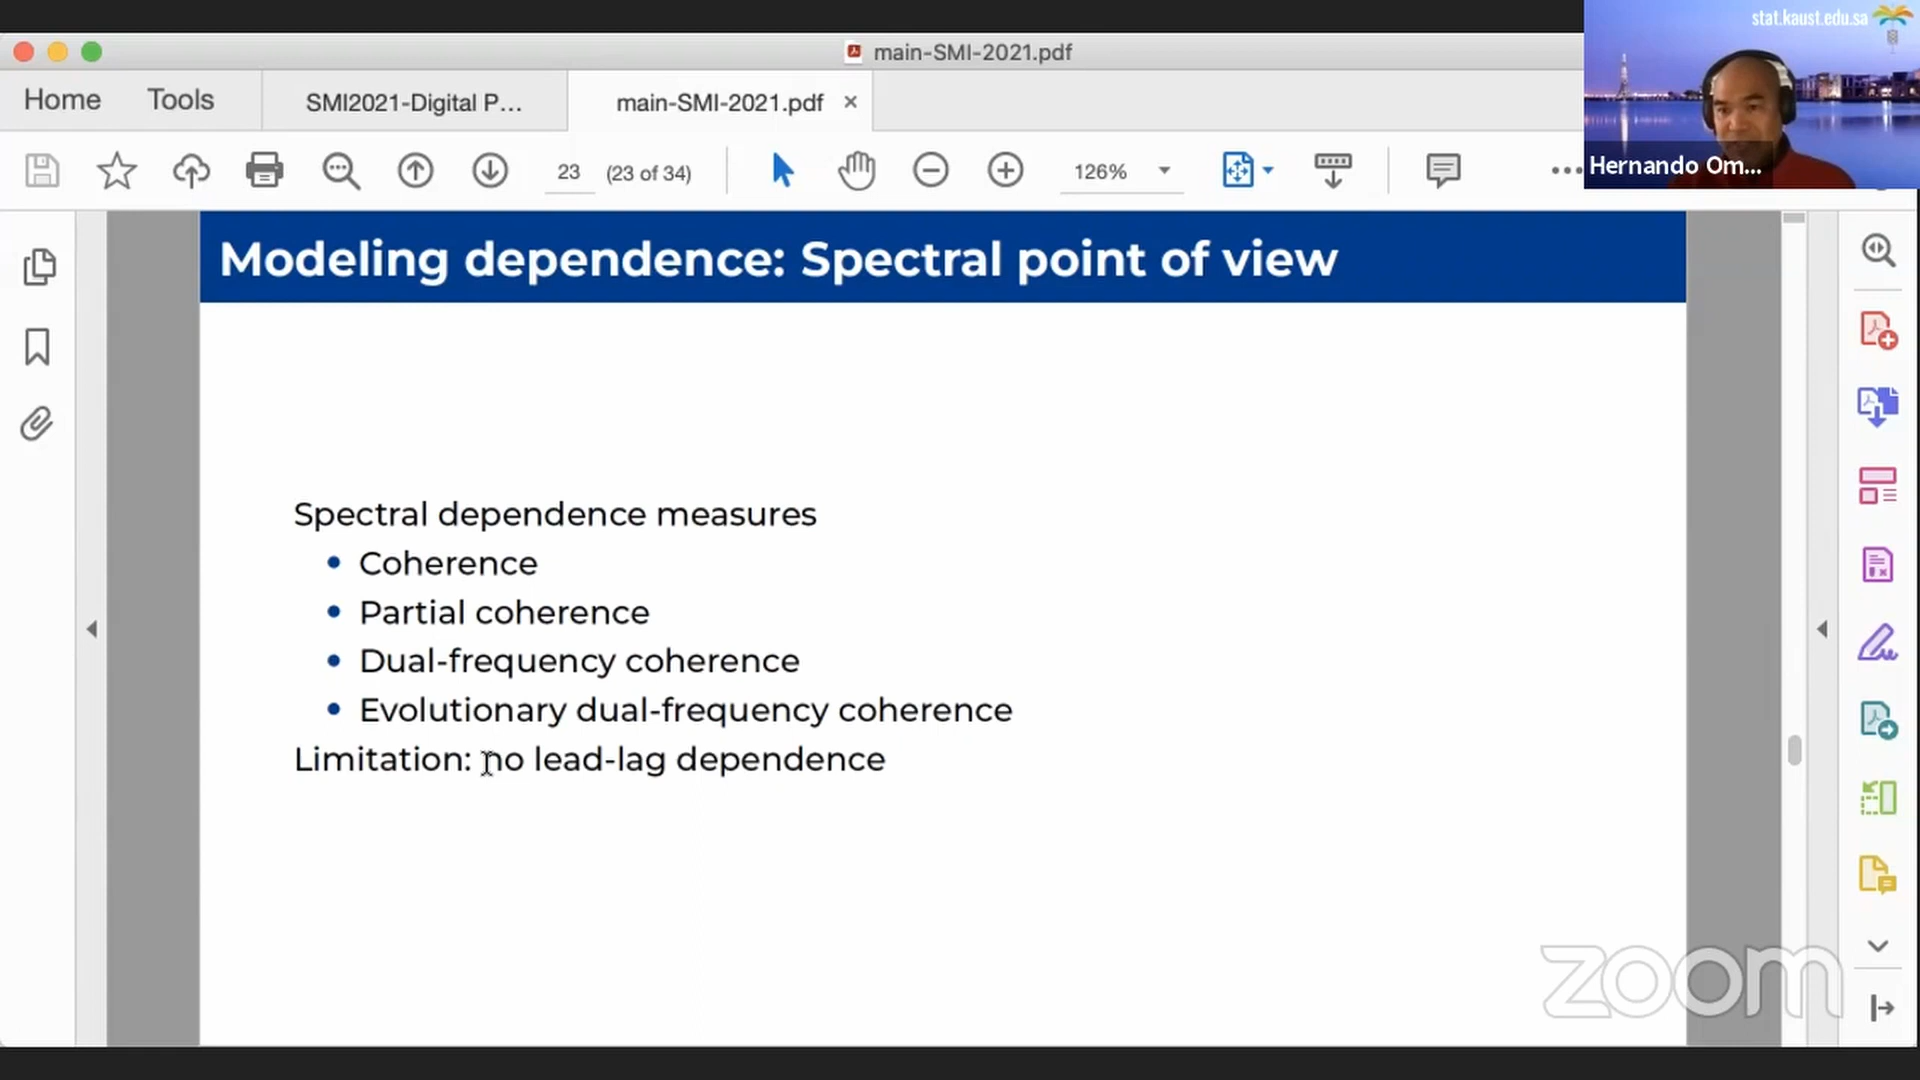 stat.kaust.edu.sa
main-SMI-2021.pdf
Home
Tools
SMI2021-Digital P...
main-SMI-2021.pdf
23
(23 of 34)
126%
Hernando Om...
Modeling dependence: Spectral point of view
Spectral dependence measures
• Coherence
• Partial coherence
• Dual-frequency coherence
• Evolutionary dual-frequency coherence
Limitation: no lead-lag dependence
zoom